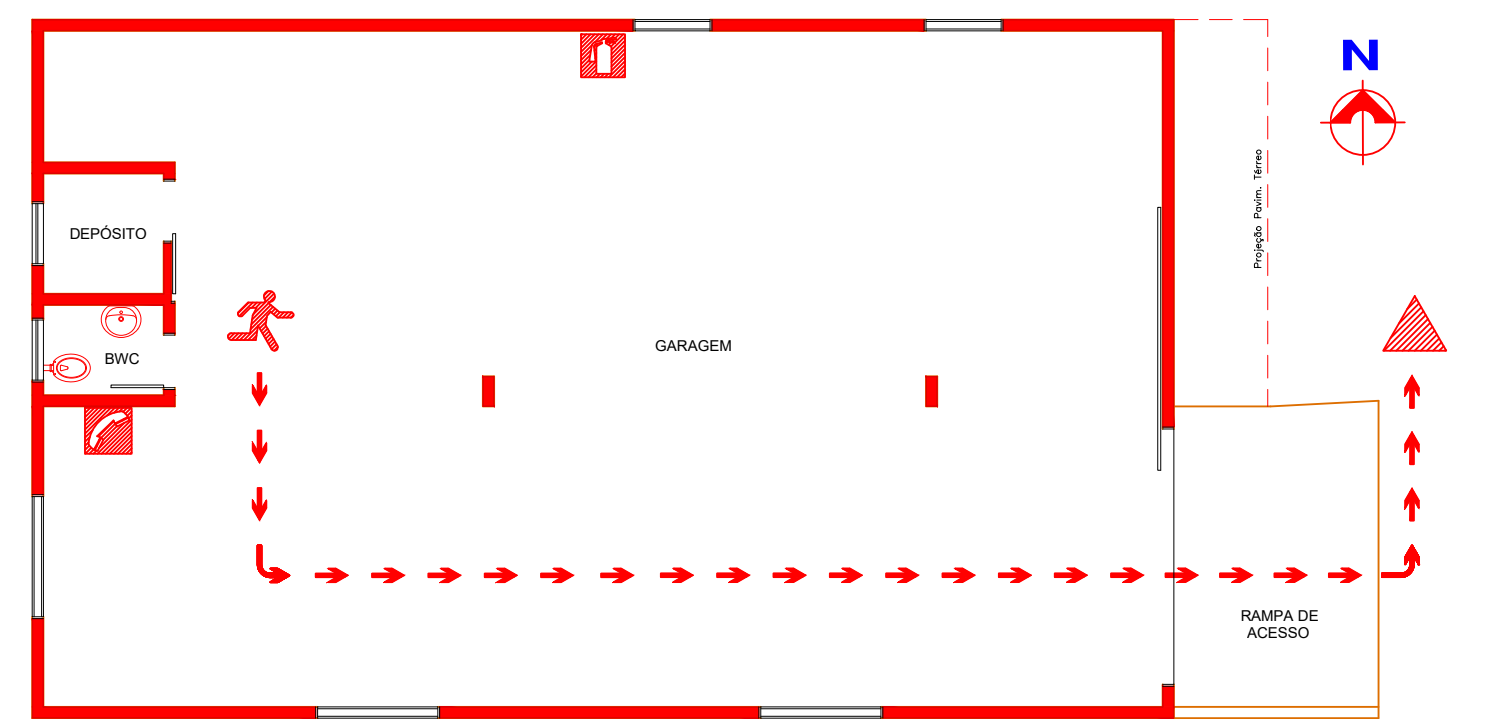 N
Projeção Pavim. Térreo
DEPÓSITO
GARAGEM
BWC
RAMPA DE
ACESSO